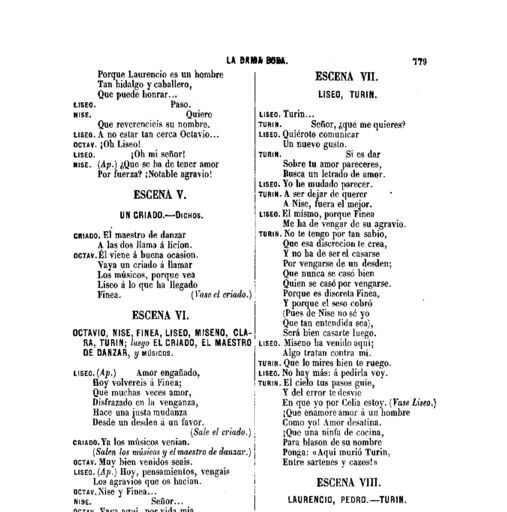 LA DAMA BOBA.
779
Porque Laurencio es un hombre
Tan hidalgo y caballero,
Que puede honrar...
LISEO. Paso.
NISE. Quiero
Que reverencieis su nombre.
LISEO. A no estar tan cerca Octavio...
OCTAV. ¡Oh Liseo!
LISEO. ¡Oh mi señor!
NISE. (Ap.) ¿Que se ha de tener amor
Por fuerza? ¡Notable agravio!
ESCENA V.
UN CRIADO.—DICHOS.
CRIADO. El maestro de danzar
A las dos llama á licion.
OCTAV. Él viene á buena ocasion.
Vaya un criado á llamar
Los músicos, porque vea
Liseo á lo que ha llegado
Finea. (Vase el criado.)
ESCENA VI.
OCTAVIO, NISE, FINEA, LISEO, MISENO, CLA-
RA, TURIN; luego EL CRIADO, EL MAESTRO
DE DANZAR, y MÚSICOS.
LISEO. (Ap.) Amor engañado,
Hoy volvereis á Finea;
Que muchas veces amor,
Disfrazado en la venganza,
Hace una justa mudanza
Desde un desden á un favor.
(Sale el criado.)
CRIADO. Ya los músicos venian.
(Salen los músicos y el maestro de danzar.)
OCTAV. Muy bien venidos seais.
LISEO. (Ap.) Hoy, pensamientos, vengais
Los agravios que os hacian.
OCTAV. Nise y Finea...
NISE. Señor...
OCTAV. Vaya aquí, por vida mia
ESCENA VII.
LISEO, TURIN.
LISEO. Turin...
TURIN. Señor, ¿qué me quieres?
LISEO. Quiérote comunicar
Un nuevo gusto.
TURIN. Si es dar
Sobre tu amor pareceres,
Busca un letrado de amor.
LISEO. Yo he mudado parecer.
TURIN. A ser dejar de querer
A Nise, fuera el mejor.
LISEO. El mismo, porque Finea
Me ha de vengar de su agravio.
TURIN. No te tengo por tan sabio,
Que esa discrecion te crea,
Y no ha de ser el casarse
Por vengarse de un desden;
Que nunca se casó bien
Quien se casó por vengarse.
Porque es discreta Finea,
Y porque el seso cobró
(Pues de Nise no sé yo
Que tan entendida sea),
Será bien casarte luego.
LISEO. Miseno ha venido aquí;
Algo tratan contra mí.
TURIN. Que lo mires bien te ruego.
LISEO. No hay más: á pedirla voy.
TURIN. El cielo tus pasos guie,
Y del error te desvie
En que yo por Celia estoy. (Vase Liseo.)
¡Que enamore amor á un hombre
Como yo! Amor desatina.
¡Que una ninfa de cocina,
Para blason de su nombre
Ponga: «Aquí murió Turin,
Entre sartenes y cazos!»
ESCENA VIII.
LAURENCIO, PEDRO.—TURIN.